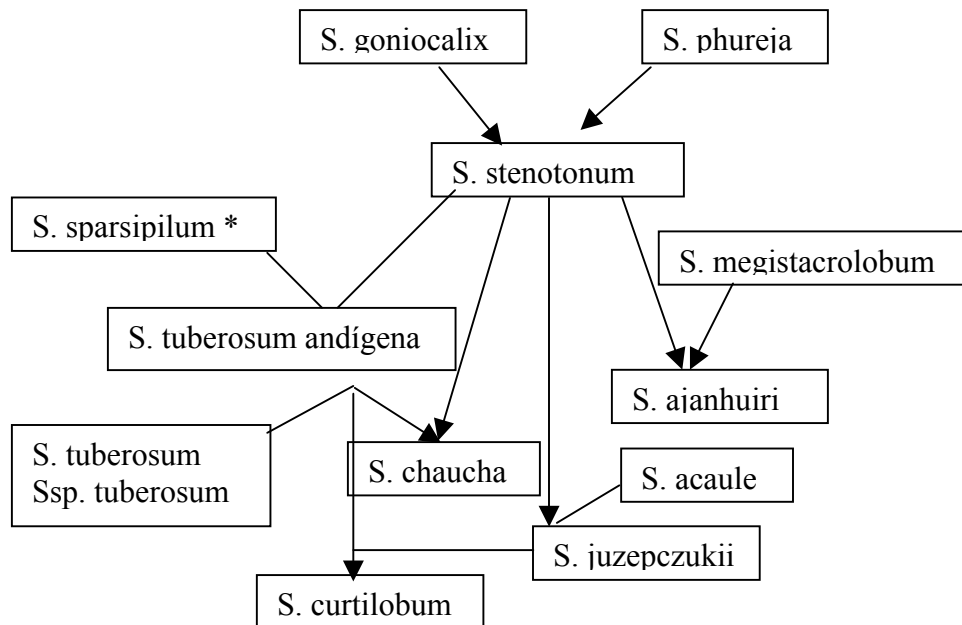 S. goniocalix
S. phureja
S. stenotonum
S. sparsipilum *
S. megistacrolobum
S. tuberosum andígena
S. ajanhuiri
S. tuberosum
Ssp. tuberosum
S. chaucha
S. acaule
S. juzepczukii
S. curtilobum